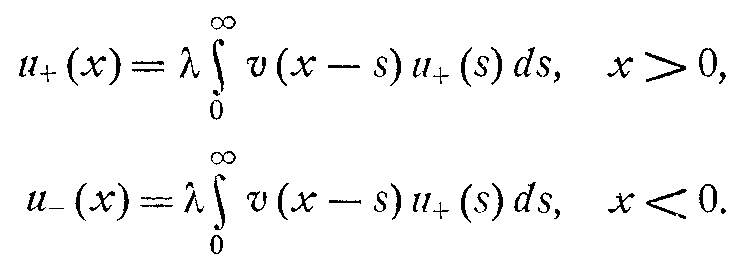 u₊(x) = λ ∫₀^∞ v(x − s) u₊(s) ds, x > 0,
u₋(x) = λ ∫₀^∞ v(x − s) u₊(s) ds, x < 0.